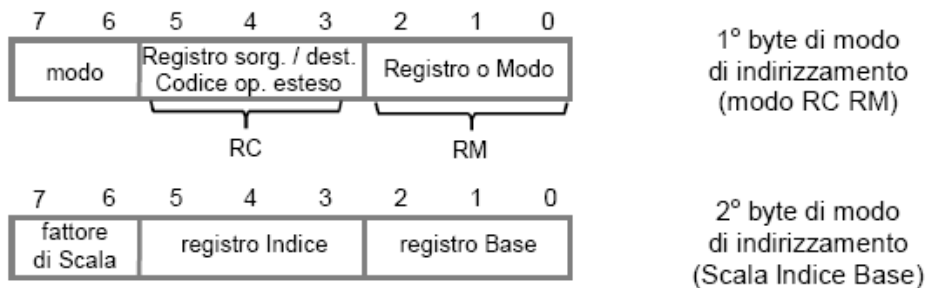 7 6 5 4 3 2 1 0
modo
Registro sorg. / dest.
Codice op. esteso
Registro o Modo
RC
RM
1° byte di modo
di indirizzamento
(modo RC RM)
7 6 5 4 3 2 1 0
fattore
di Scala
registro Indice
registro Base
2° byte di modo
di indirizzamento
(Scala Indice Base)